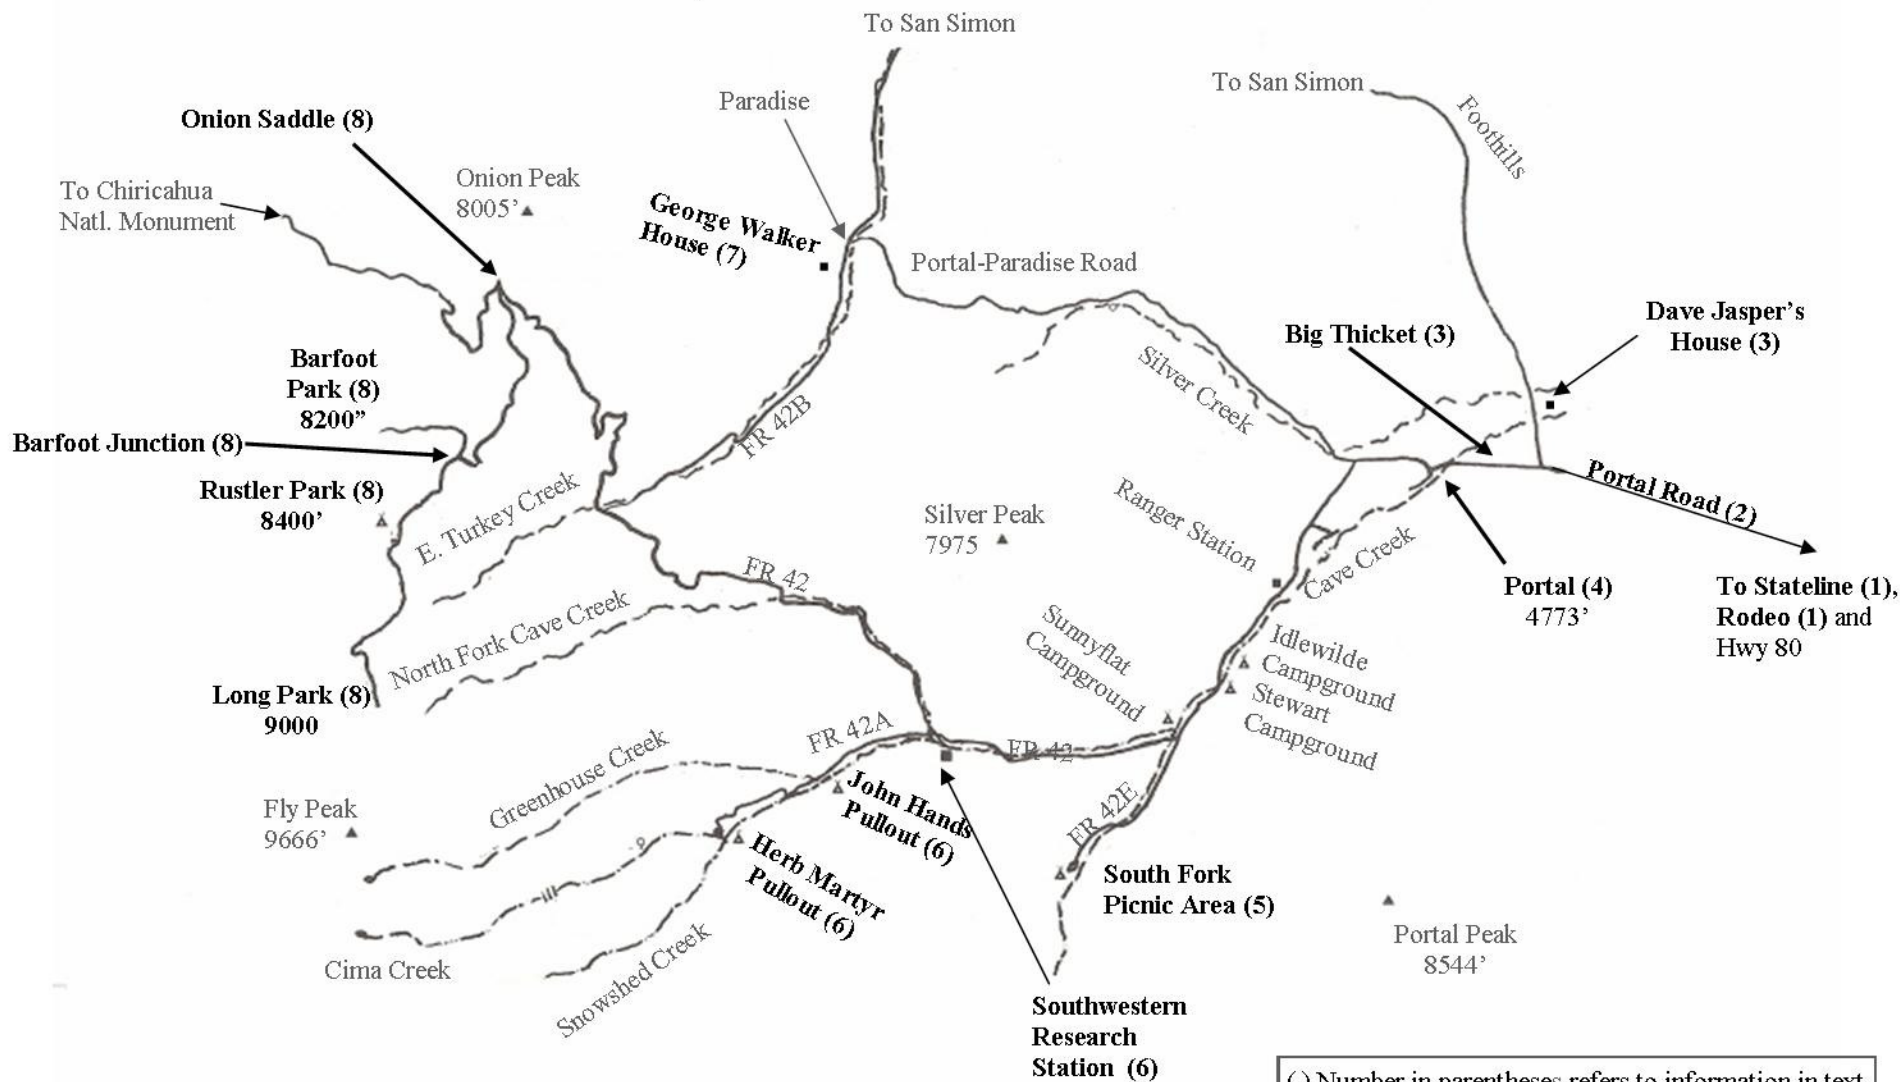 To San Simon
To San Simon
Foothills
Paradise
Onion Saddle (8)
To Chiricahua
Natl. Monument
Onion Peak
8005’
George Walker
House (7)
Portal-Paradise Road
Dave Jasper’s
House (3)
Big Thicket (3)
Silver Creek
Barfoot
Park (8)
8200”
Barfoot Junction (8)
FR 42B
Rustler Park (8)
8400’
E. Turkey Creek
Silver Peak
7975
Ranger Station
Portal Road (2)
Cave Creek
Portal (4)
4773’
To Stateline (1),
Rodeo (1) and
Hwy 80
FR 42
North Fork Cave Creek
Sunnyflat
Campground
Idlewilde
Campground
Stewart
Campground
Long Park (8)
9000
FR 42A
FR 42
Greenhouse Creek
John Hands
Pullout (6)
FR 42E
Fly Peak
9666’
Herb Martyr
Pullout (6)
South Fork
Picnic Area (5)
Portal Peak
8544’
Cima Creek
Snowshed Creek
Southwestern
Research
Station (6)
( ) Number in parentheses refers to information in text